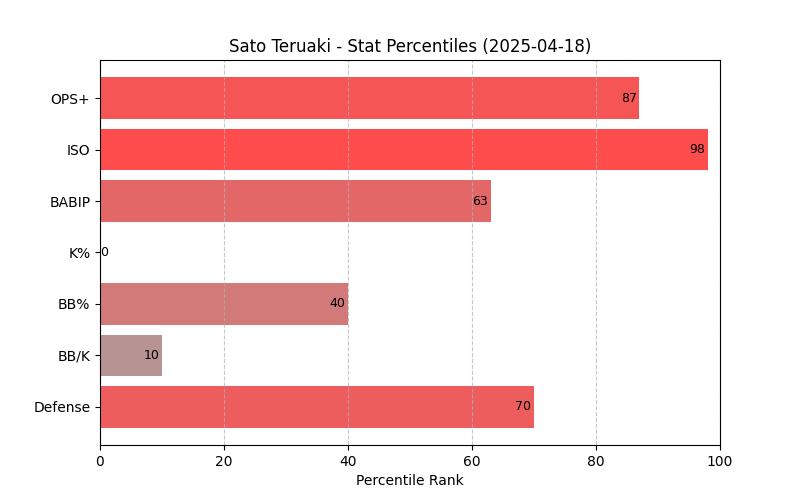 Sato Teruaki - Stat Percentiles (2025-04-18)
OPS+ 87
ISO 98
BABIP 63
K% 0
BB% 40
BB/K 10
Defense 70
0 20 40 60 80 100
Percentile Rank